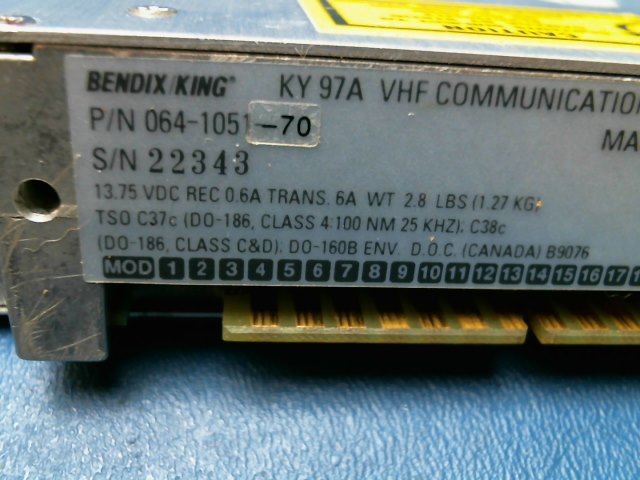 CAUTION
BENDIX/KING® KY 97A VHF COMMUNICATION
P/N 064-1051 -70
S/N 22343
13.75 VDC REC 0.6A TRANS. 6A WT 2.8 LBS (1.27 KG)
TSO C37c (DO-186, CLASS 4:100 NM 25 KHZ); C38c
(DO-186, CLASS C&D); DO-160B ENV. D.O.C. (CANADA) B9076
MOD 1 2 3 4 5 6 7 8 9 10 11 12 13 14 15 16 17